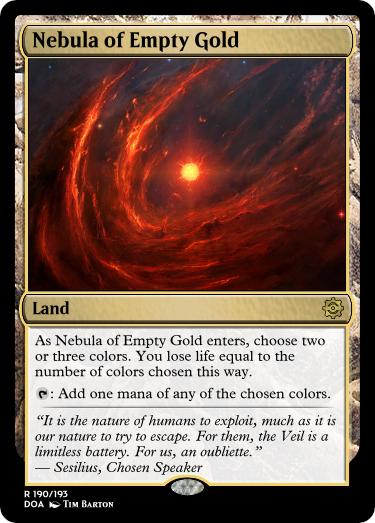 Nebula of Empty Gold
Land
As Nebula of Empty Gold enters, choose two
or three colors. You lose life equal to the
number of colors chosen this way.
: Add one mana of any of the chosen colors.
“It is the nature of humans to exploit, much as it is
our nature to try to escape. For them, the Veil is a
limitless battery. For us, an oubliette.”
— Sesilius, Chosen Speaker
R 190/193
DOA Tim Barton